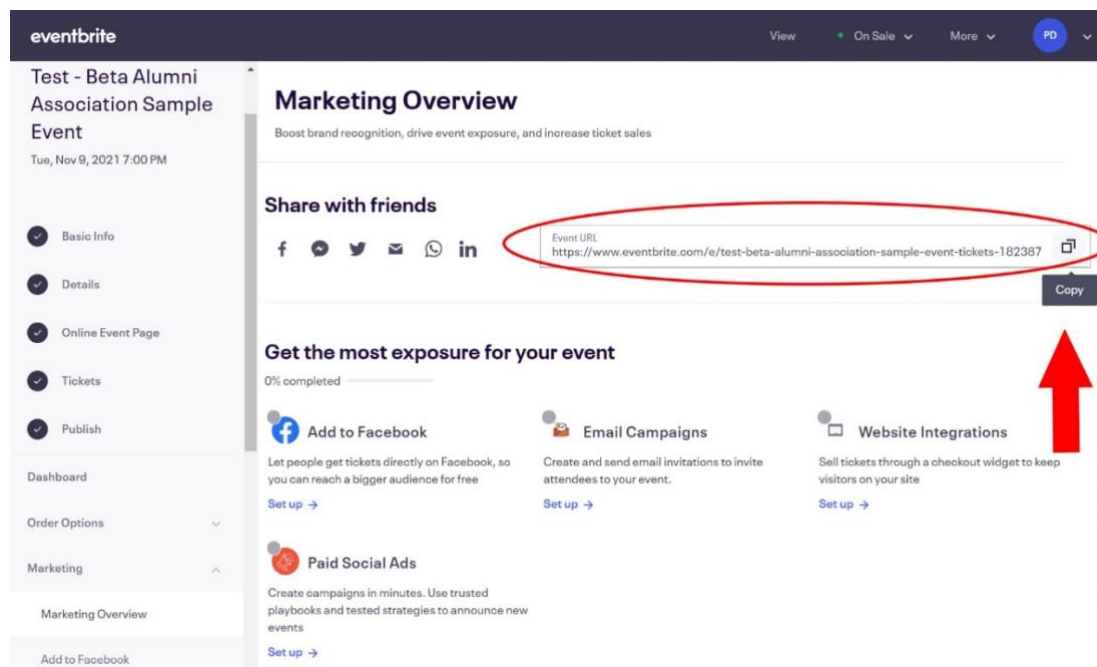 eventbrite
View
On Sale
More
PD
Test - Beta Alumni
Association Sample
Event
Tue, Nov 9, 2021 7:00 PM
Basic Info
Details
Online Event Page
Tickets
Publish
Dashboard
Order Options
Marketing
Marketing Overview
Add to Facebook
Marketing Overview
Boost brand recognition, drive event exposure, and increase ticket sales
Share with friends
Event URL
https://www.eventbrite.com/e/test-beta-alumni-association-sample-event-tickets-182387
Copy
Get the most exposure for your event
0% completed
Add to Facebook
Let people get tickets directly on Facebook, so
you can reach a bigger audience for free
Set up →
Email Campaigns
Create and send email invitations to invite
attendees to your event.
Set up →
Website Integrations
Sell tickets through a checkout widget to keep
visitors on your site
Set up →
Paid Social Ads
Create campaigns in minutes. Use trusted
playbooks and tested strategies to announce new
events
Set up →